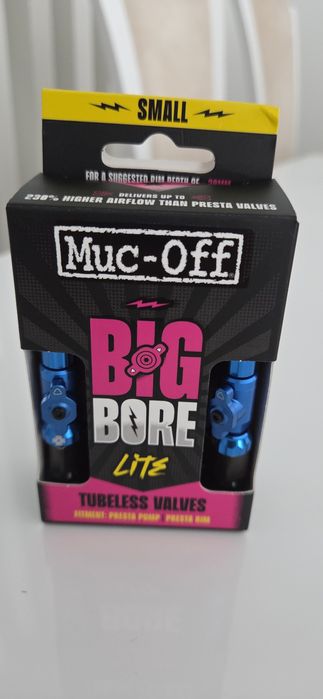 SMALL
FOR A SUGGESTED RIM DEPTH OF
DELIVERS UP TO
230% HIGHER AIRFLOW THAN PRESTA VALVES
Muc-Off
BIG
BORE
LITE
TUBELESS VALVES
FITMENT: PRESTA PUMP PRESTA RIM